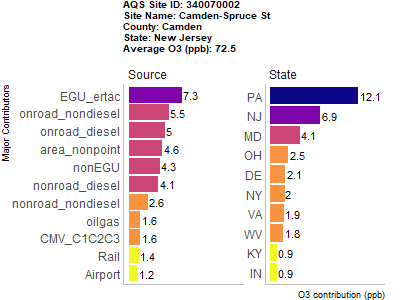 AQS Site ID: 340070002
Site Name: Camden-Spruce St
County: Camden
State: New Jersey
Average O3 (ppb): 72.5
Major Contributors
Source
EGU_ertac 7.3
onroad_nondiesel 5.5
onroad_diesel 5
area_nonpoint 4.6
nonEGU 4.3
nonroad_diesel 4.1
nonroad_nondiesel 2.6
oilgas 1.6
CMV_C1C2C3 1.6
Rail 1.4
Airport 1.2
State
PA 12.1
NJ 6.9
MD 4.1
OH 2.5
DE 2.1
NY 2
VA 1.9
WV 1.8
KY 0.9
IN 0.9
O3 contribution (ppb)